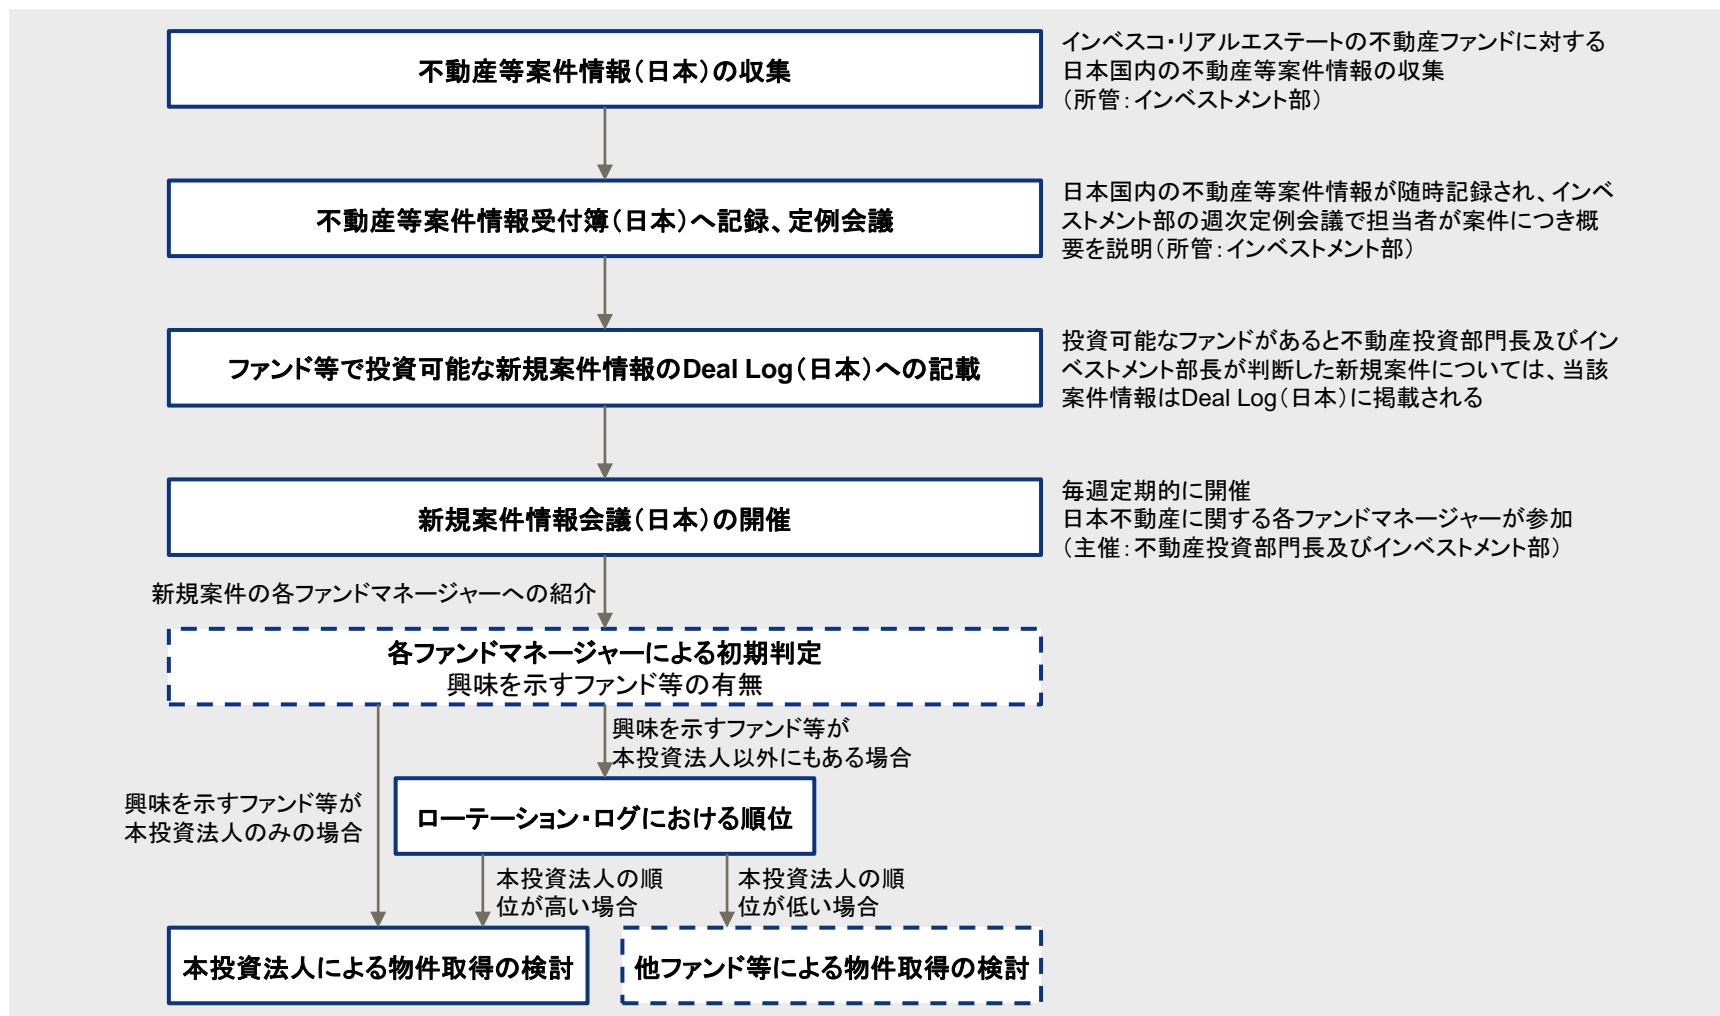 不動産等案件情報（日本）の収集
インベスコ・リアルエステートの不動産ファンドに対する
日本国内の不動産等案件情報の収集
（所管：インベストメント部）
不動産等案件情報受付簿（日本）へ記録、定例会議
日本国内の不動産等案件情報が随時記録され、インベ
ストメント部の週次定例会議で担当者が案件につき概
要を説明（所管：インベストメント部）
ファンド等で投資可能な新規案件情報のDeal Log（日本）への記載
投資可能なファンドがあると不動産投資部門長及びイン
ベストメント部長が判断した新規案件については、当該
案件情報はDeal Log（日本）に掲載される
新規案件情報会議（日本）の開催
毎週定期的に開催
日本不動産に関する各ファンドマネージャーが参加
（主催：不動産投資部門長及びインベストメント部）
新規案件の各ファンドマネージャーへの紹介
各ファンドマネージャーによる初期判定
興味を示すファンド等の有無
興味を示すファンド等が
本投資法人以外にもある場合
興味を示すファンド等が
本投資法人のみの場合
ローテーション・ログにおける順位
本投資法人の順
位が高い場合
本投資法人の順
位が低い場合
本投資法人による物件取得の検討
他ファンド等による物件取得の検討